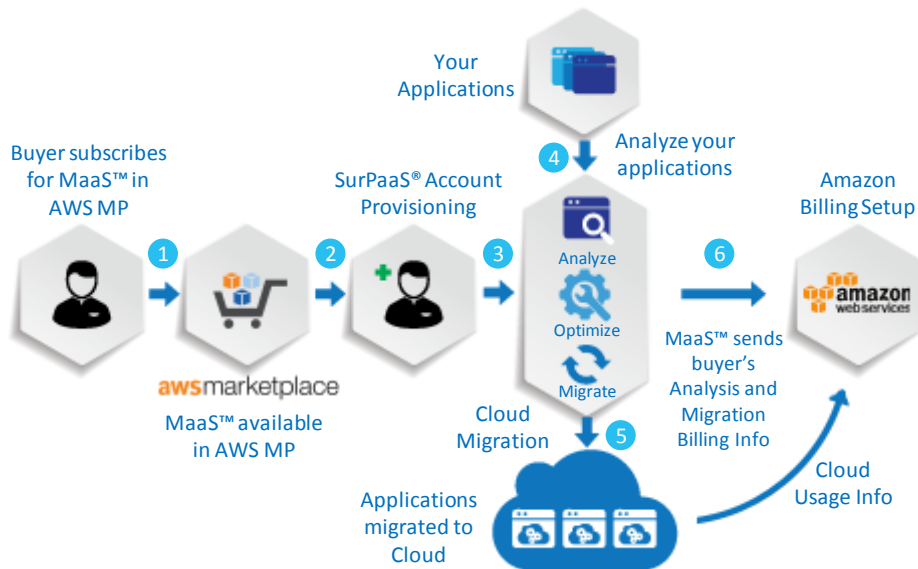 Your
Applications
4
Analyze your
applications
Buyer subscribes
for MaaS™ in
AWS MP
SurPaaS® Account
Provisioning
Amazon
Billing Setup
1
2
3
6
Analyze
Optimize
Migrate
amazon
webservices
awsmarketplace
MaaS™ available
in AWS MP
MaaS™ sends
buyer's
Analysis and
Migration
Billing Info
Cloud
Migration
5
Cloud
Usage Info
Applications
migrated to
Cloud